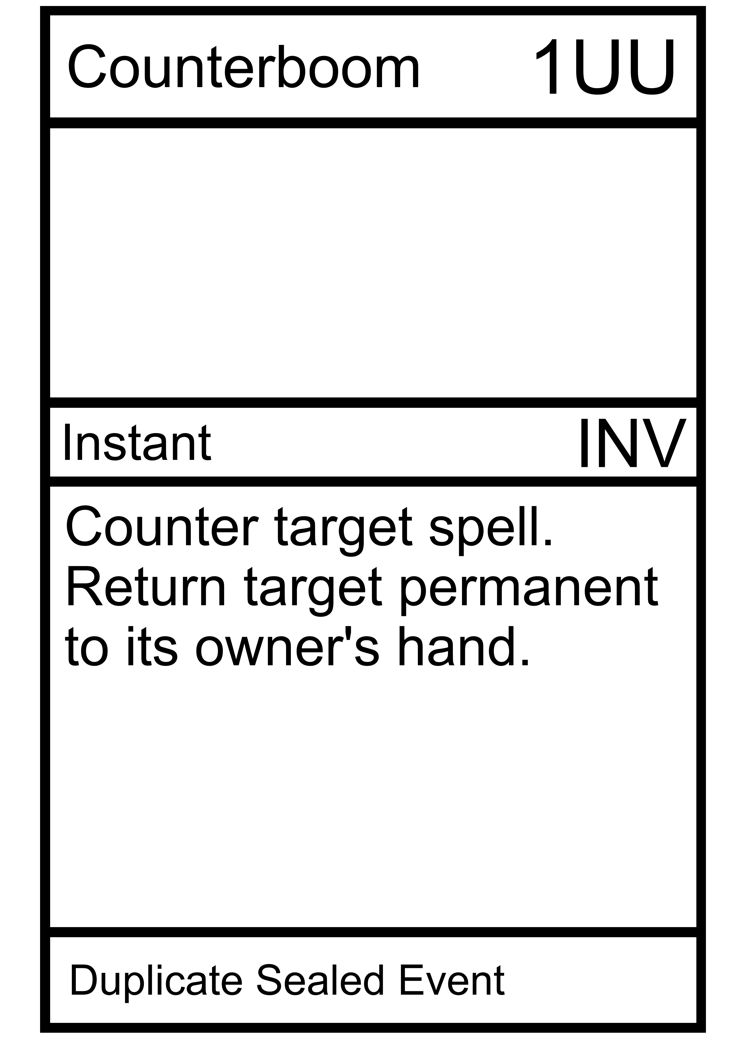 Counterboom 1UU
Instant INV
Counter target spell.
Return target permanent
to its owner's hand.
Duplicate Sealed Event